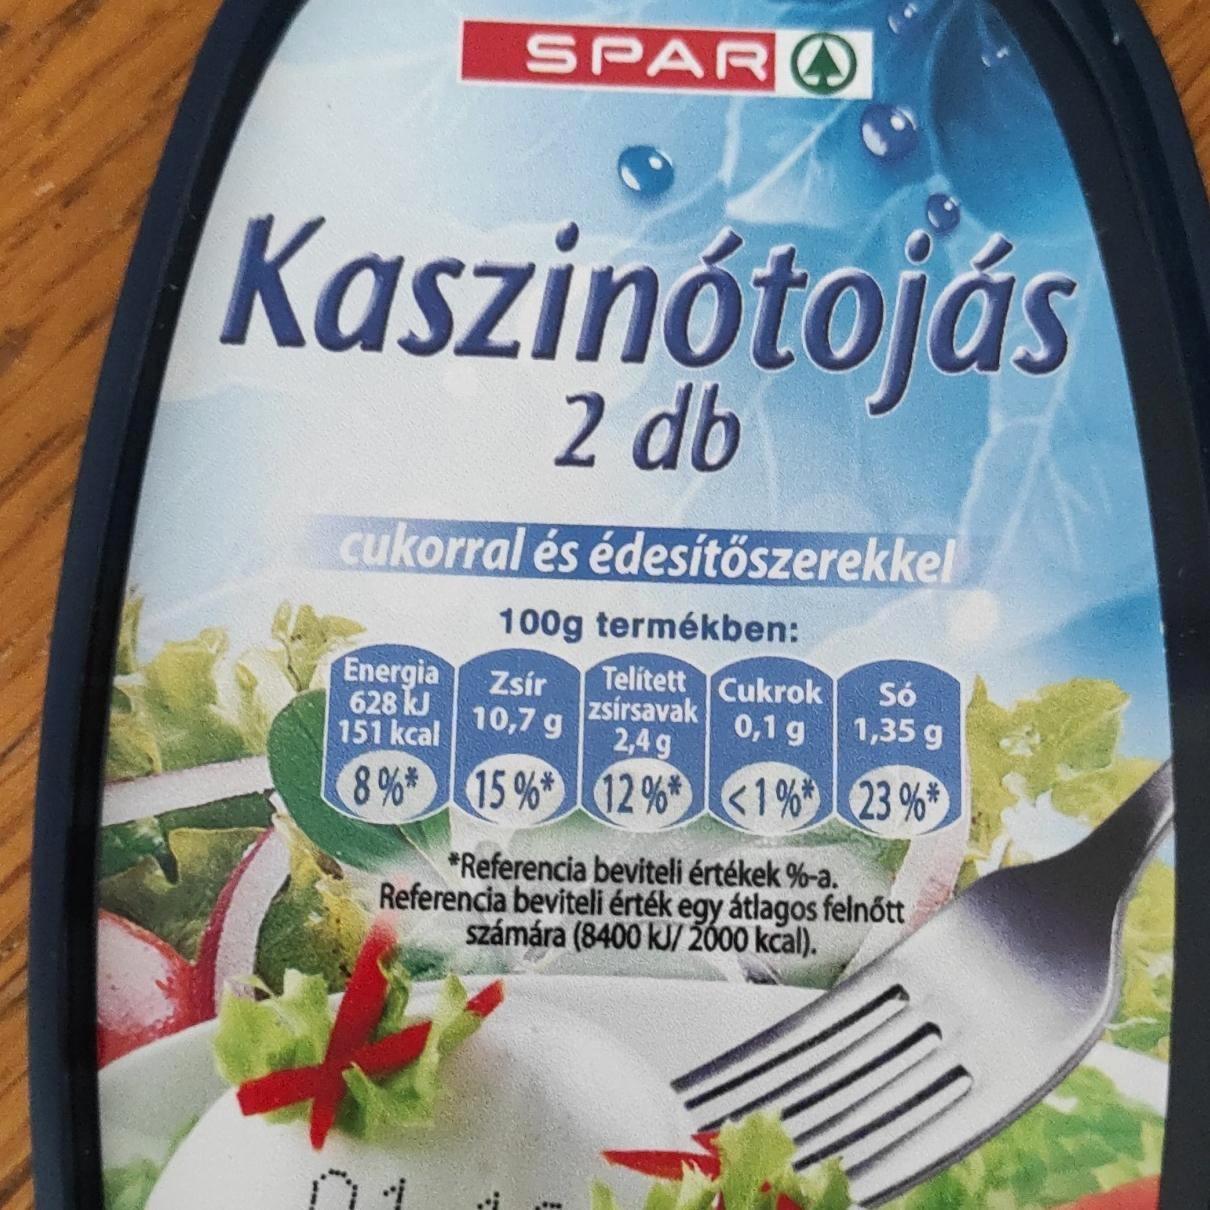 SPAR
Kaszinótojás
2 db
cukorral és édesítőszerekkel
100g termékben:
Energia
628 kJ
151 kcal
8%*
Zsír
10,7 g
15%*
Telített
zsírsavak
2,4 g
12%*
Cukrok
0,1 g
<1%*
Só
1,35 g
23%*
*Referencia beviteli értékek %-a.
Referencia beviteli érték egy átlagos felnőtt
számára (8400 kJ/ 2000 kcal).